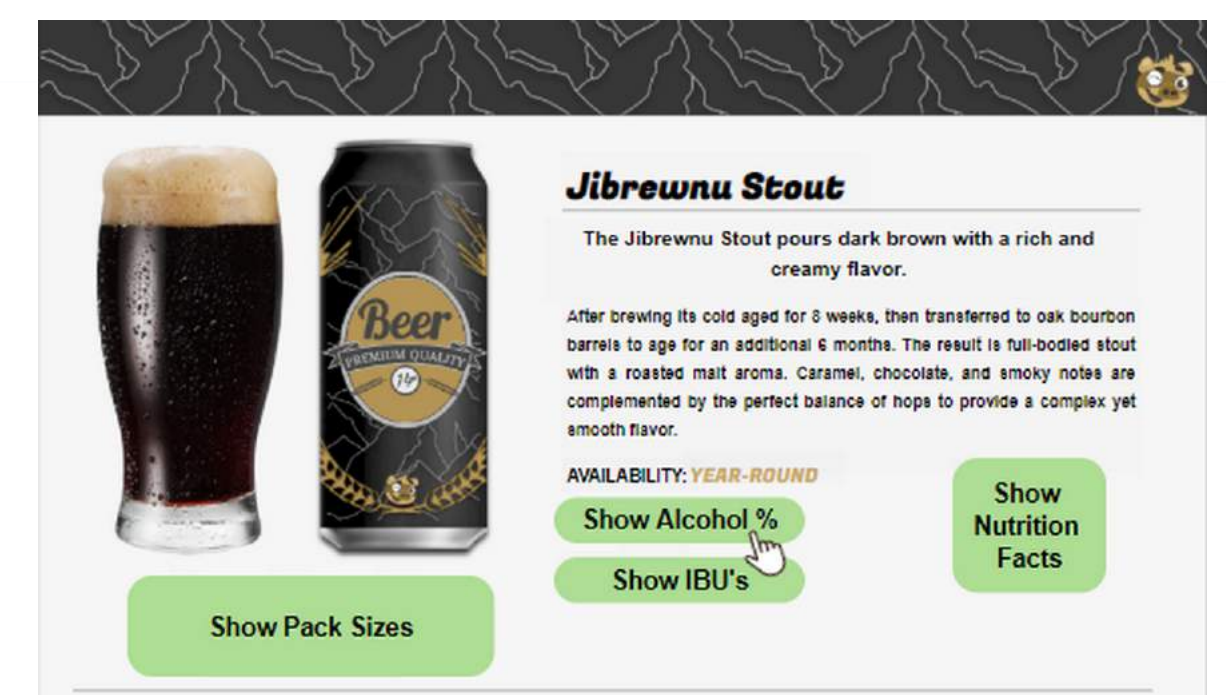 Jibrewnu Stout
The Jibrewnu Stout pours dark brown with a rich and
creamy flavor.
After brewing its cold aged for 8 weeks, then transferred to oak bourbon
barrels to age for an additional 6 months. The result is full-bodied stout
with a roasted malt aroma. Caramel, chocolate, and smoky notes are
complemented by the perfect balance of hops to provide a complex yet
smooth flavor.
AVAILABILITY: YEAR-ROUND
Show Alcohol %
Show IBU's
Show
Nutrition
Facts
Show Pack Sizes
Beer
PREMIUM QUALITY